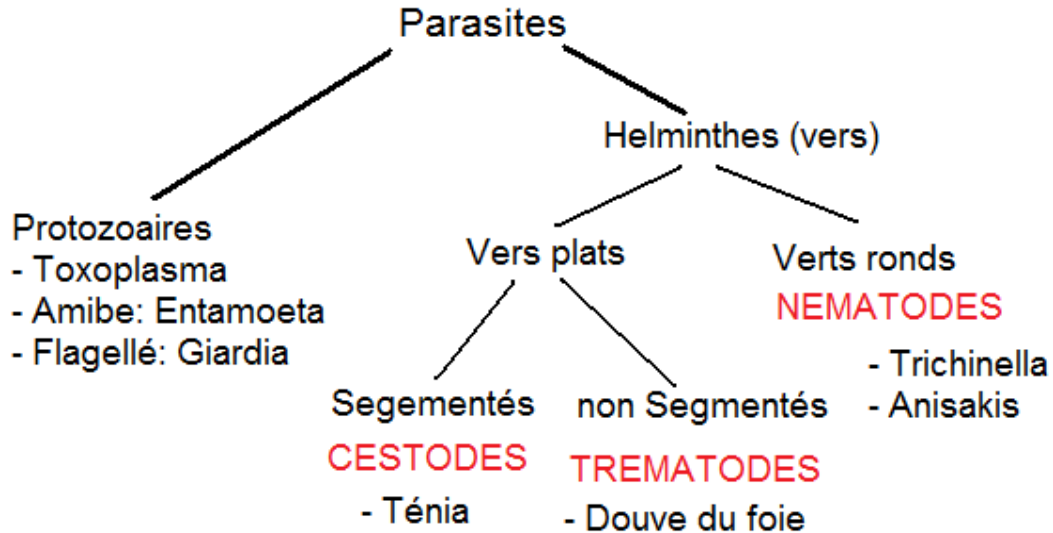 Parasites
Helminthes (vers)
Protozoaires
- Toxoplasma
- Amibe: Entamoeta
- Flagellé: Giardia
Vers plats
Verts ronds
NEMATODES
- Trichinella
- Anisakis
Segementés
CESTODES
- Ténia
non Segmentés
TREMATODES
- Douve du foie